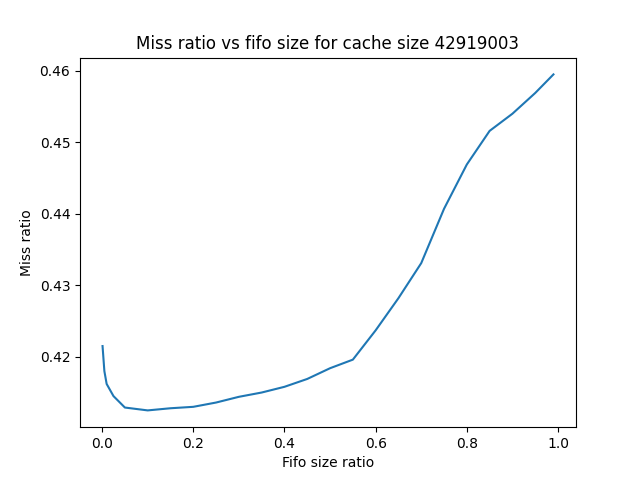 Miss ratio vs fifo size for cache size 42919003
0.46
0.45
0.44
0.43
0.42
Miss ratio
0.0 0.2 0.4 0.6 0.8 1.0
Fifo size ratio